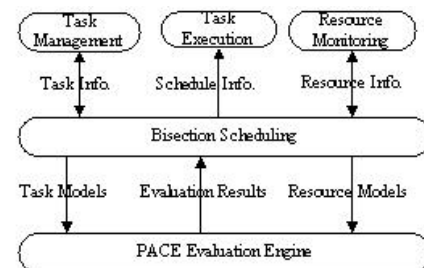 Task Management
Task Execution
Resource Monitoring
Task Info.
Schedule Info.
Resource Info.
Bisection Scheduling
Task Models
Evaluation Results
Resource Models
PACE Evaluation Engine